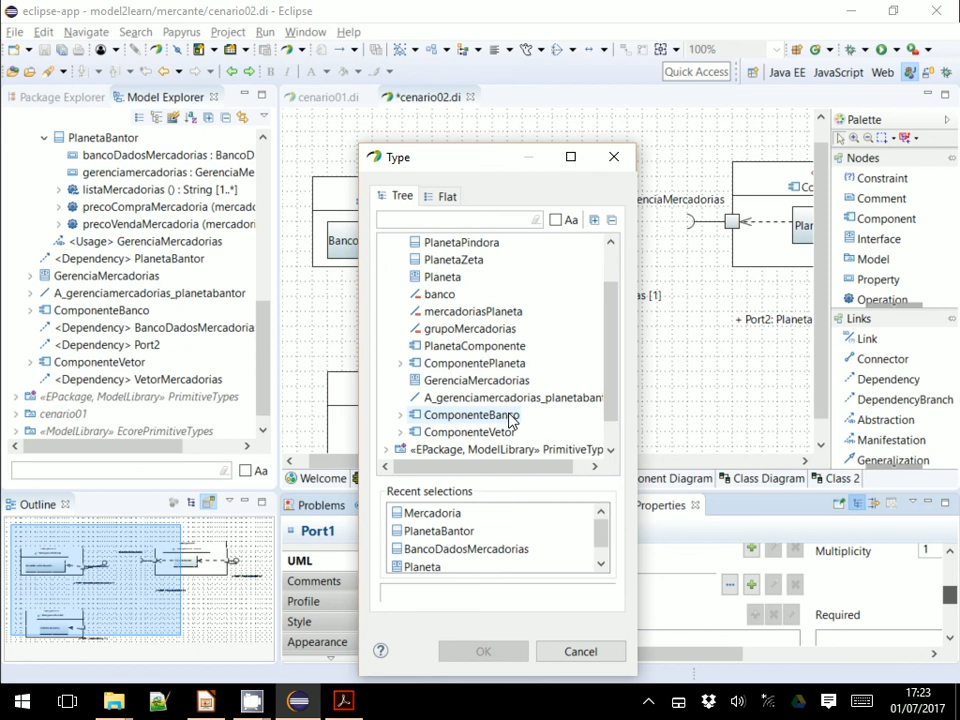 eclipse-app - model2learn/mercante/cenario02.di - Eclipse
File Edit Navigate Search Papyrus Project Run Window Help
100%
Quick Access
Java EE JavaScript Web
Package Explorer Model Explorer
cenario01.di *cenario02.di
PlanetaBantor
bancoDadosMercadorias : BancoD
gerenciamercadorias : GerenciaMe
listaMercadorias () : String [1..*]
precoCompraMercadoria (mercado
precoVendaMercadoria (mercador
<Usage> GerenciaMercadorias
<Dependency> PlanetaBantor
GerenciaMercadorias
A_gerenciamercadorias_planetabantor
ComponenteBanco
<Dependency> BancoDadosMercadoria
<Dependency> Port2
ComponenteVetor
<Dependency> VetorMercadorias
«EPackage, ModelLibrary» PrimitiveTypes
cenario01
«ModelLibrary» EcorePrimitiveTypes
Aa
Outline
Type
Tree Flat
Aa
PlanetaPindora
PlanetaZeta
Planeta
banco
mercadoriasPlaneta
grupoMercadorias
PlanetaComponente
ComponentePlaneta
GerenciaMercadorias
A_gerenciamercadorias_planetabant
ComponenteBanco
ComponenteVetor
«EPackage, ModelLibrary» PrimitiveTyp
Recent selections
Mercadoria
PlanetaBantor
BancoDadosMercadorias
Planeta
OK Cancel
Banco
erenciaMercadorias
Co
Plan
as [1]
+ Port2: Planeta
Palette
Nodes
Constraint
Comment
Component
Interface
Model
Property
Operation
Links
Link
Connector
Dependency
DependencyBranch
Abstraction
Manifestation
Generalization
Welcome
onent Diagram Class Diagram Class 2
Problems
roperties
Port1
UML
Comments
Profile
Style
Appearance
Multiplicity 1
Required
17:23
01/07/2017